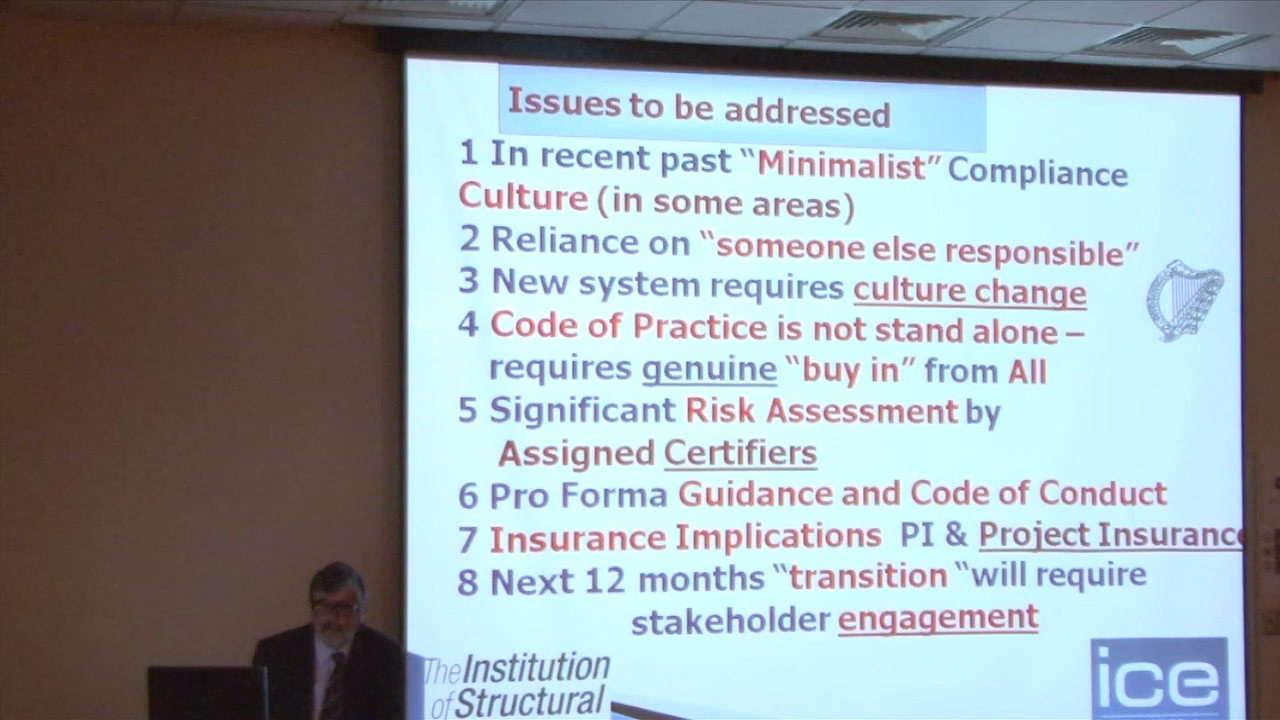 Issues to be addressed
1 In recent past “Minimalist” Compliance
Culture (in some areas)
2 Reliance on “someone else responsible”
3 New system requires culture change
4 Code of Practice is not stand alone –
requires genuine “buy in” from All
5 Significant Risk Assessment by
Assigned Certifiers
6 Pro Forma Guidance and Code of Conduct
7 Insurance Implications PI & Project Insurance
8 Next 12 months “transition “will require
stakeholder engagement
The Institution
of Structural
ice